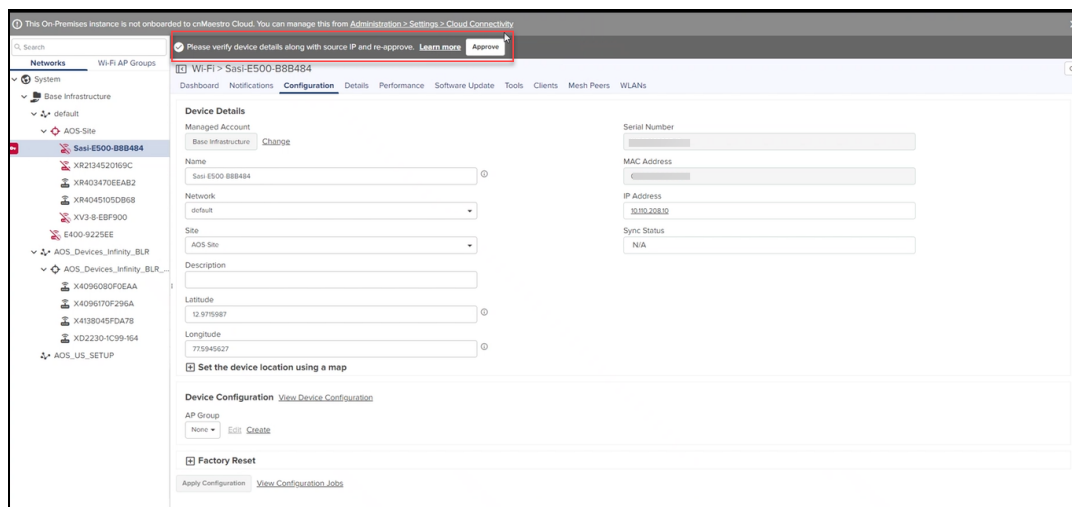 This On-Premises Instance is not onboarded to cnMaestro Cloud. You can manage this from Administration > Settings > Cloud Connectivity
Search
Please verify device details along with source IP and re-approve. Learn more Approve
Networks Wi-Fi AP Groups
Wi-Fi > Sasi-E500-B8B484
Dashboard Notifications Configuration Details Performance Software Update Tools Clients Mesh Peers WLANs
System
Base Infrastructure
default
AOS-Site
Sasi-E500-B8B484
XR2134520169C
XR403470EEAB2
XR4045105DB68
XV3-8-EBF900
E400-9225EE
AOS_Devices_Infinity_BLR
AOS_Devices_Infinity_BLR_...
X4096080F0EAA
X4096170F296A
X4138045FDA78
XD2230-1C99-164
AOS_US_SETUP
Device Details
Managed Account
Base Infrastructure Change
Name
Sasi E500 B8B484
Network
default
Site
AOS Site
Description
Latitude
12.9715987
Longitude
77.5945627
Set the device location using a map
Serial Number
MAC Address
IP Address
10.110.208.10
Sync Status
N/A
Device Configuration View Device Configuration
AP Group
None Edit Create
Factory Reset
Apply Configuration View Configuration Jobs